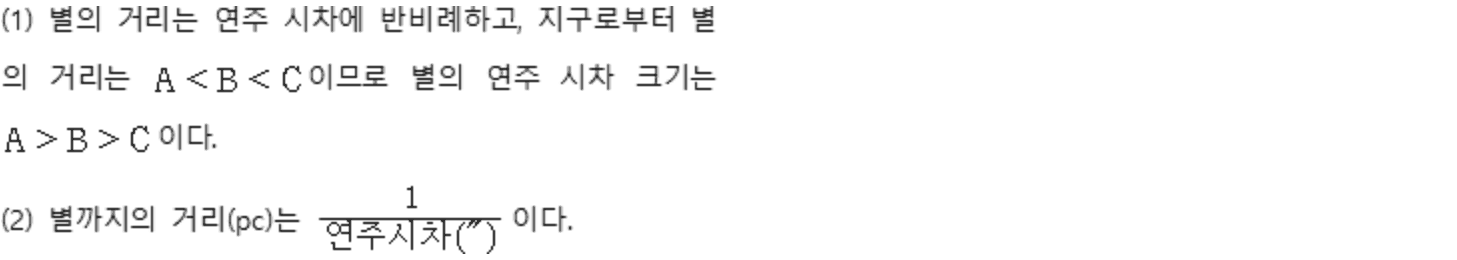 (1) 별의 거리는 연주 시차에 반비례하고, 지구로부터 별
의 거리는 A < B < C 이므로 별의 연주 시차 크기는
A > B > C 이다.
(2) 별까지의 거리(pc)는 1/연주시차(″) 이다.